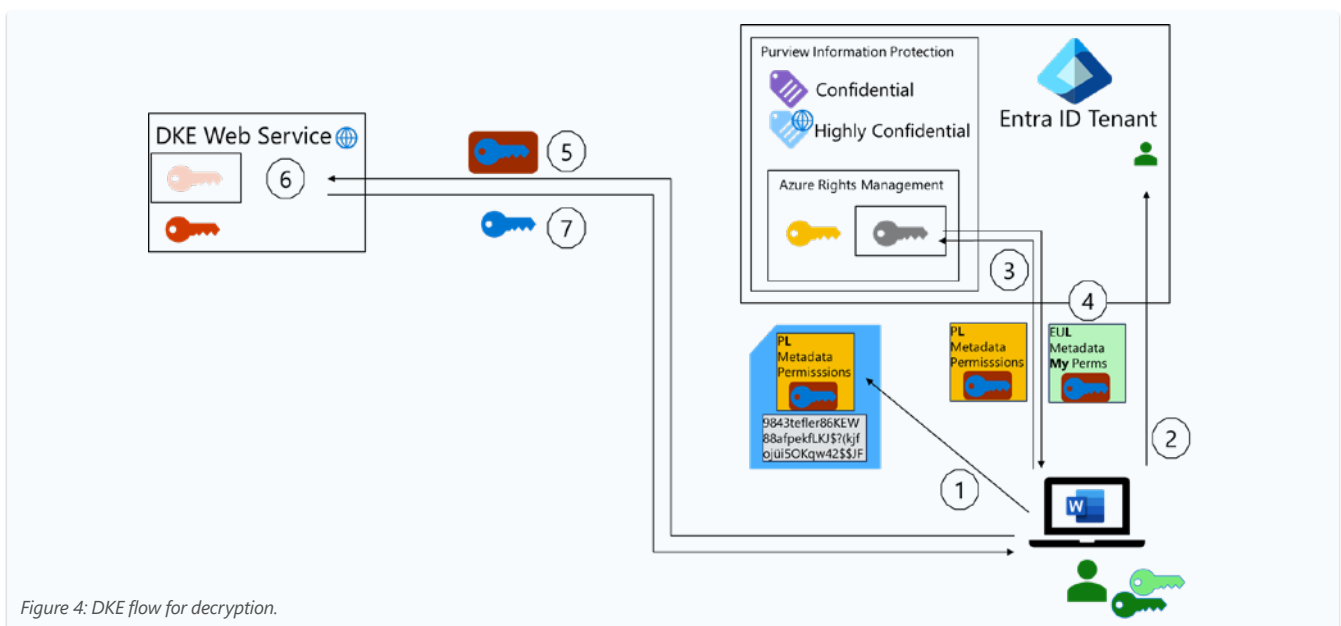 DKE Web Service
6
5
7
Purview Information Protection
Confidential
Highly Confidential
Entra ID Tenant
Azure Rights Management
3
4
PL
Metadata
Permisssions
9843tefler86KEW
88afpekfLKJ$?(kjf
ojüi5OKqw42$$JF
PL
Metadata
Permisssions
EUL
Metadata
My Perms
2
1
W
Figure 4: DKE flow for decryption.